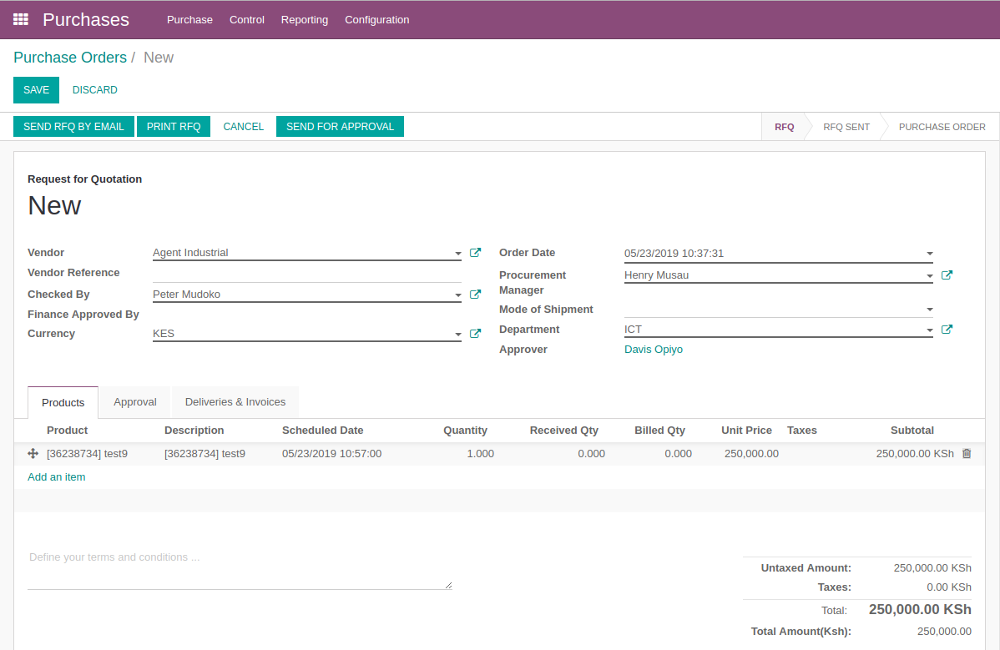 Purchases Purchase Control Reporting Configuration
Purchase Orders / New
SAVE DISCARD
SEND RFQ BY EMAIL PRINT RFQ CANCEL SEND FOR APPROVAL RFQ RFQ SENT PURCHASE ORDER
Request for Quotation
New
Vendor Agent Industrial
Vendor Reference
Checked By Peter Mudoko
Finance Approved By
Currency KES
Order Date 05/23/2019 10:37:31
Procurement Henry Musau
Manager
Mode of Shipment
Department ICT
Approver Davis Opiyo
Products Approval Deliveries & Invoices
Product Description Scheduled Date Quantity Received Qty Billed Qty Unit Price Taxes Subtotal
[36238734] test9 [36238734] test9 05/23/2019 10:57:00 1.000 0.000 0.000 250,000.00 250,000.00 KSh
Add an item
Define your terms and conditions ...
Untaxed Amount: 250,000.00 KSh
Taxes: 0.00 KSh
Total: 250,000.00 KSh
Total Amount(Ksh): 250,000.00